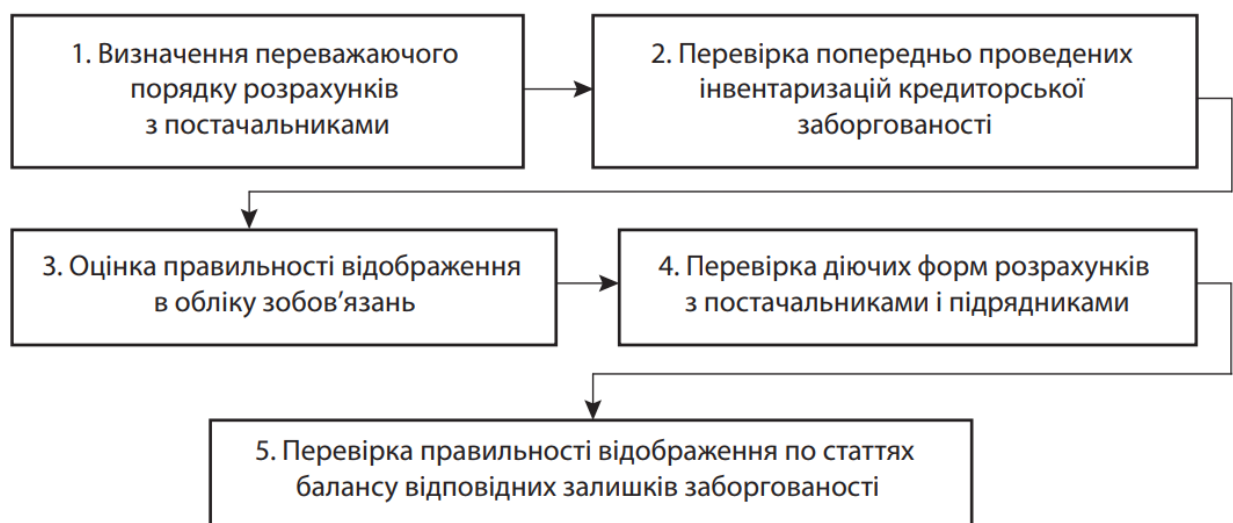 1. Визначення переважаючого
порядку розрахунків
з постачальниками
2. Перевірка попередньо проведених
інвентаризацій кредиторської
заборгованості
3. Оцінка правильності відображення
в обліку зобов’язань
4. Перевірка діючих форм розрахунків
з постачальниками і підрядниками
5. Перевірка правильності відображення по статтях
балансу відповідних залишків заборгованості